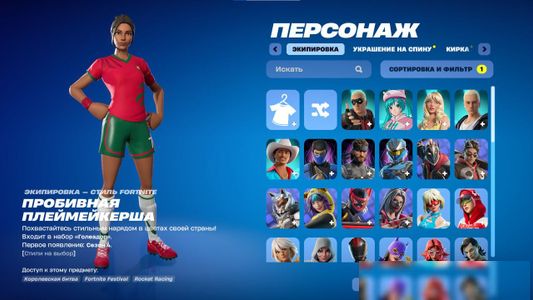 ПЕРСОНАЖ
ЭКИПИРОВКА
УКРАШЕНИЕ НА СПИНУ
КИРКА
Искать
СОРТИРОВКА И ФИЛЬТР 1
ЭКИПИРОВКА — СТИЛЬ FORTNITE
ПРОБИВНАЯ
ПЛЕЙМЕЙКЕРША
Похвастайтесь стильным нарядом в цветах своей страны!
Входит в набор «Голеадор».
Первое появление: Сезон 4
[Стили на выбор]
Доступ к этому предмету:
Королевская битва Fortnite Festival Rocket Racing